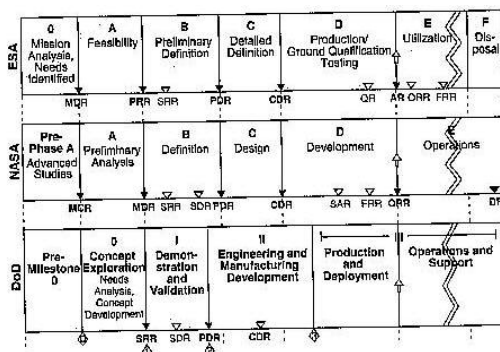 ESA
0
Mission
Analysis,
Needs
Identified
A
Feasibility
B
Preliminary
Definition
C
Detailed
Definition
D
Production/
Ground Qualification
Testing
E
Utilization
F
Dis-
posal
MDR
PRR
SRR
PDR
CDR
QR
AR
ORR
FRR
NASA
Pre-
Phase A
Advanced
Studies
A
Preliminary
Analysis
B
Definition
C
Design
D
Development
E
Operations
MCR
MDR
SRR
SDR
PDR
CDR
SAR
FRR
ORR
DR
DoD
Pre-
Milestone
0
0
Concept
Exploration
Needs
Analysis,
Concept
Development
I
Demon-
stration
and
Validation
II
Engineering and
Manufacturing
Development
Production
and
Deployment
III
Operations and
Support
SRR
SDR
PDR
CDR